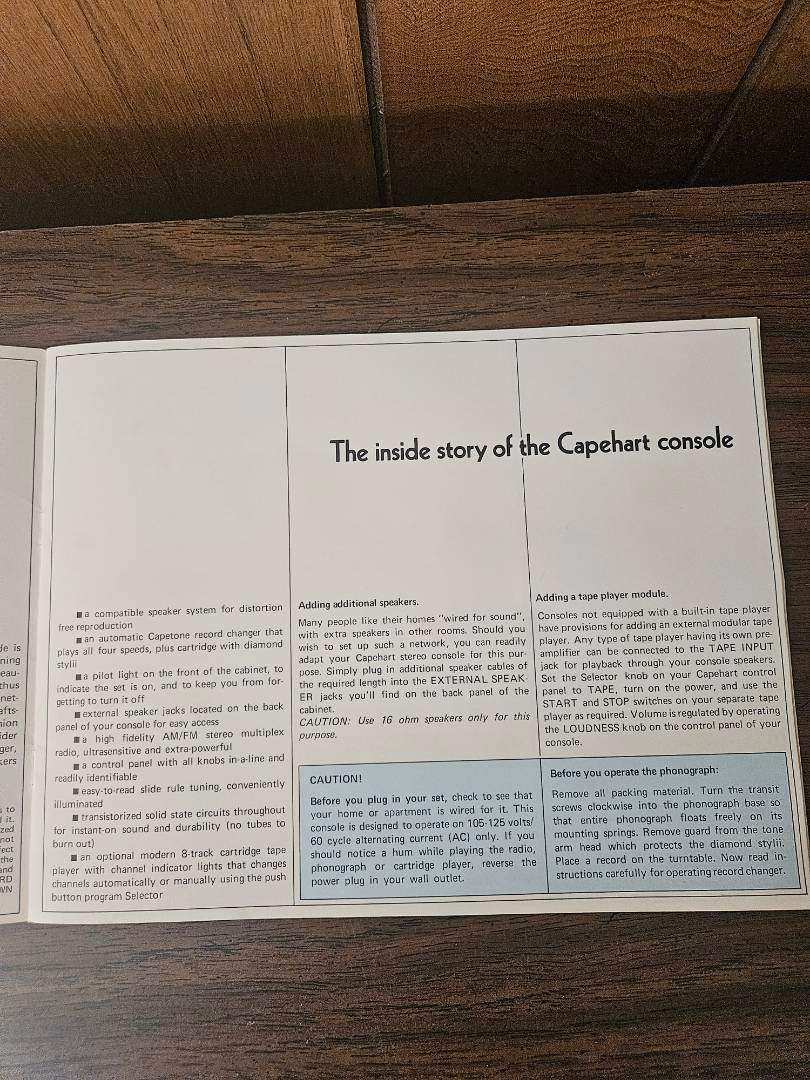 The inside story of the Capehart console
de is
ning
eau-
thus
net-
afts-
nion
ider
ger,
kers
s to
l it.
zed
not
fect
the
and
RD
WN
■ a compatible speaker system for distortion
free reproduction
■ an automatic Capetone record changer that
plays all four speeds, plus cartridge with diamond
stylii
■ a pilot light on the front of the cabinet, to
indicate the set is on, and to keep you from for-
getting to turn it off
■ external speaker jacks located on the back
panel of your console for easy access
■ a high fidelity AM/FM stereo multiplex
radio, ultrasensitive and extra-powerful
■ a control panel with all knobs in-a-line and
readily identifiable
■ easy-to-read slide rule tuning, conveniently
illuminated
■ transistorized solid state circuits throughout
for instant-on sound and durability (no tubes to
burn out)
■ an optional modern 8-track cartridge tape
player with channel indicator lights that changes
channels automatically or manually using the push
button program Selector
Adding additional speakers.
Many people like their homes "wired for sound",
with extra speakers in other rooms. Should you
wish to set up such a network, you can readily
adapt your Capehart stereo console for this pur-
pose. Simply plug in additional speaker cables of
the required length into the EXTERNAL SPEAK-
ER jacks you'll find on the back panel of the
cabinet.
CAUTION: Use 16 ohm speakers only for this
purpose.
Adding a tape player module.
Consoles not equipped with a built-in tape player
have provisions for adding an external modular tape
player. Any type of tape player having its own pre-
amplifier can be connected to the TAPE INPUT
jack for playback through your console speakers.
Set the Selector knob on your Capehart control
panel to TAPE, turn on the power, and use the
START and STOP switches on your separate tape
player as required. Volume is regulated by operating
the LOUDNESS knob on the control panel of your
console.
CAUTION!
Before you plug in your set, check to see that
your home or apartment is wired for it. This
console is designed to operate on 105-125 volts/
60 cycle alternating current (AC) only. If you
should notice a hum while playing the radio,
phonograph or cartridge player, reverse the
power plug in your wall outlet.
Before you operate the phonograph:
Remove all packing material. Turn the transit
screws clockwise into the phonograph base so
that entire phonograph floats freely on its
mounting springs. Remove guard from the tone
arm head which protects the diamond stylii.
Place a record on the turntable. Now read in-
structions carefully for operating record changer.